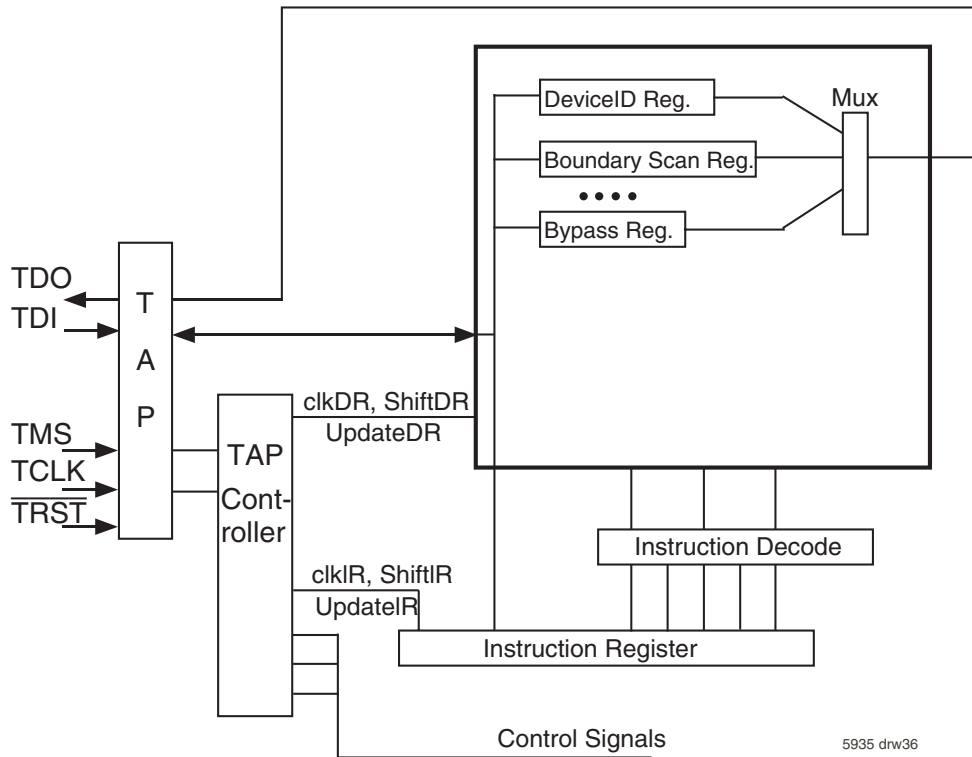 DeviceID Reg.
Mux
Boundary Scan Reg.
Bypass Reg.
TDO
TDI
T
A
P
TMS
TCLK
TRST
TAP
Cont-
roller
clkDR, ShiftDR
UpdateDR
Instruction Decode
clkIR, ShiftIR
UpdateIR
Instruction Register
Control Signals
5935 drw36